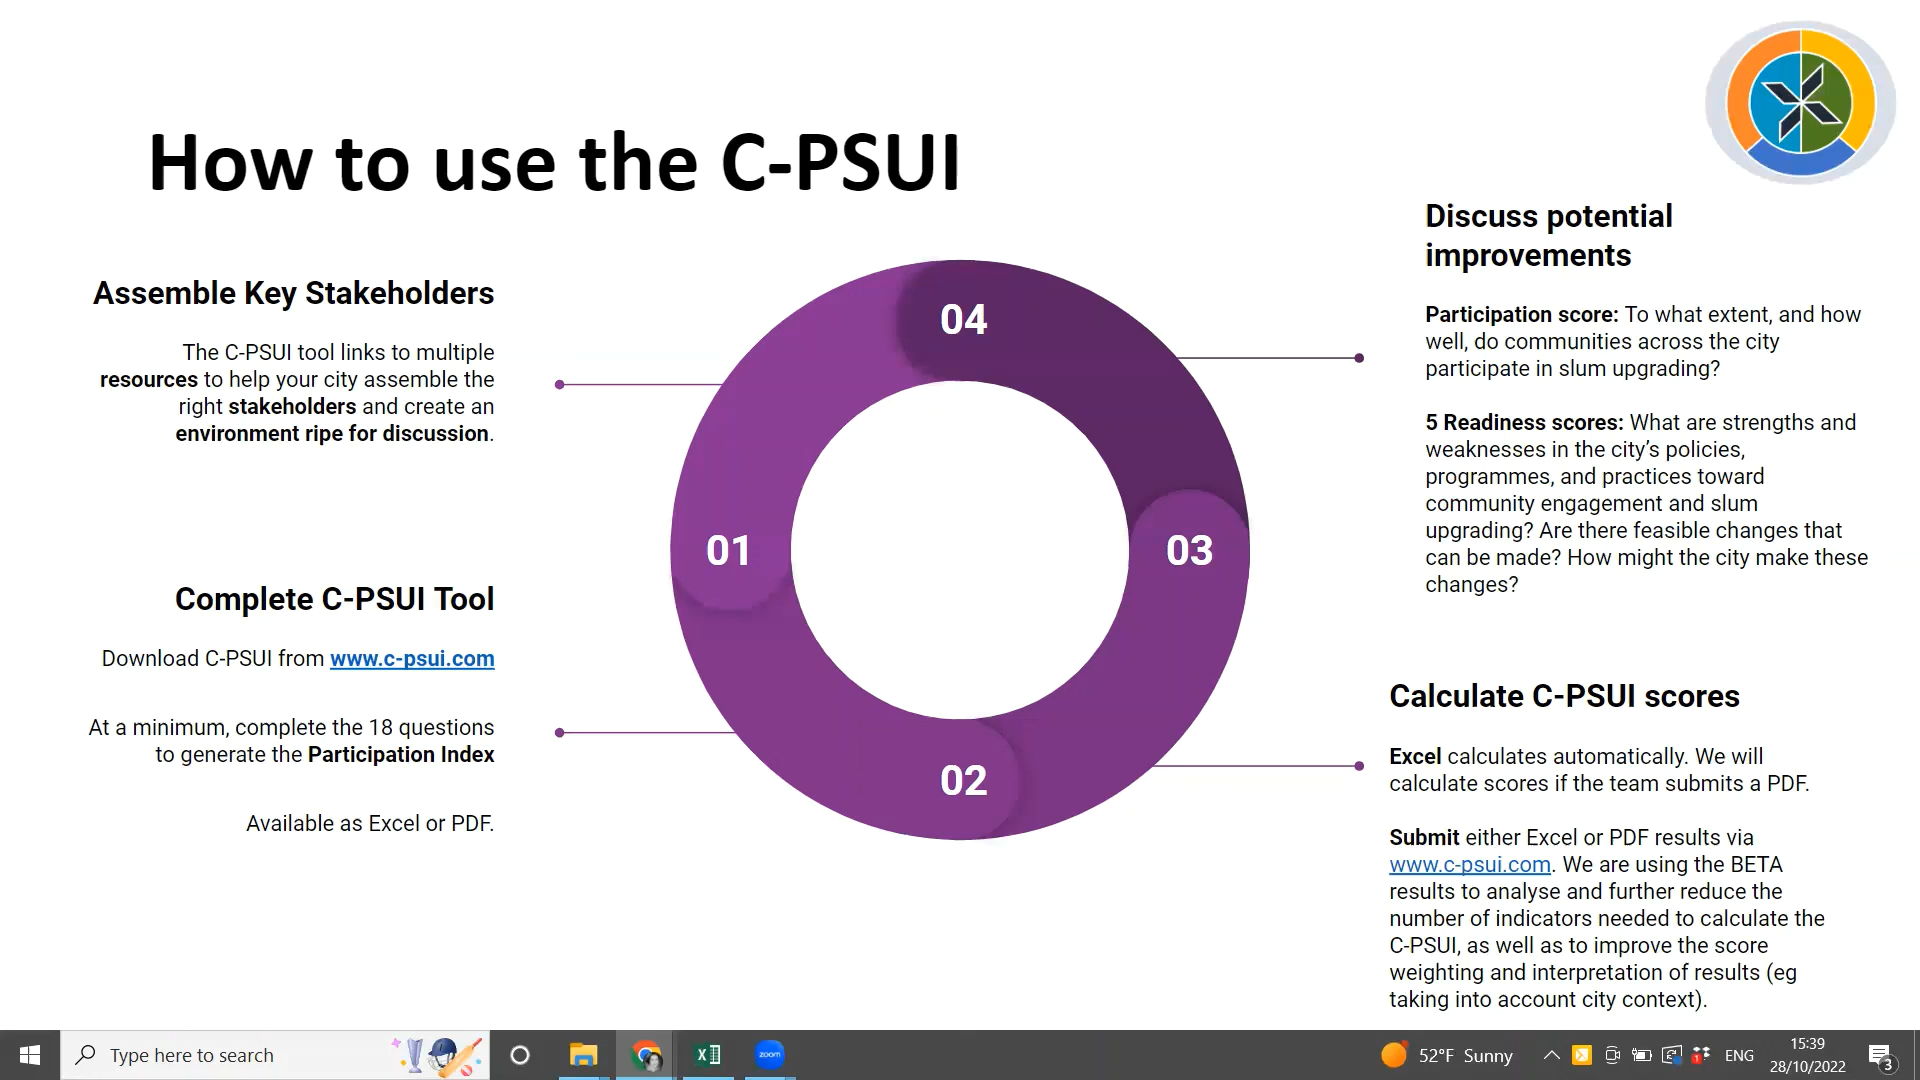 How to use the C-PSUI
Assemble Key Stakeholders
The C-PSUI tool links to multiple
resources to help your city assemble the
right stakeholders and create an
environment ripe for discussion.
Complete C-PSUI Tool
Download C-PSUI from www.c-psui.com
At a minimum, complete the 18 questions
to generate the Participation Index
Available as Excel or PDF.
04
01
03
02
Discuss potential
improvements
Participation score: To what extent, and how
well, do communities across the city
participate in slum upgrading?
5 Readiness scores: What are strengths and
weaknesses in the city’s policies,
programmes, and practices toward
community engagement and slum
upgrading? Are there feasible changes that
can be made? How might the city make these
changes?
Calculate C-PSUI scores
Excel calculates automatically. We will
calculate scores if the team submits a PDF.
Submit either Excel or PDF results via
www.c-psui.com. We are using the BETA
results to analyse and further reduce the
number of indicators needed to calculate the
C-PSUI, as well as to improve the score
weighting and interpretation of results (eg
taking into account city context).
Type here to search
zoom
52°F Sunny
1
ENG
15:39
28/10/2022
3